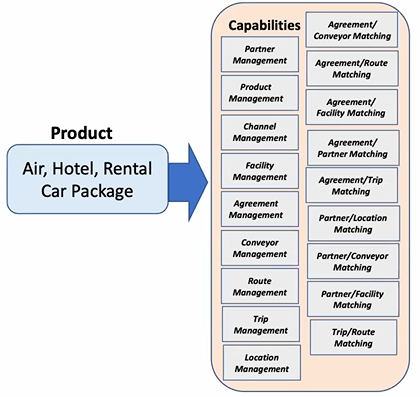 Product
Air, Hotel, Rental
Car Package
Capabilities
Partner
Management
Product
Management
Channel
Management
Facility
Management
Agreement
Management
Conveyor
Management
Route
Management
Trip
Management
Location
Management
Agreement/
Conveyor Matching
Agreement/Route
Matching
Agreement/
Facility Matching
Agreement/
Partner Matching
Agreement/Trip
Matching
Partner/Location
Matching
Partner/Conveyor
Matching
Partner/Facility
Matching
Trip/Route
Matching